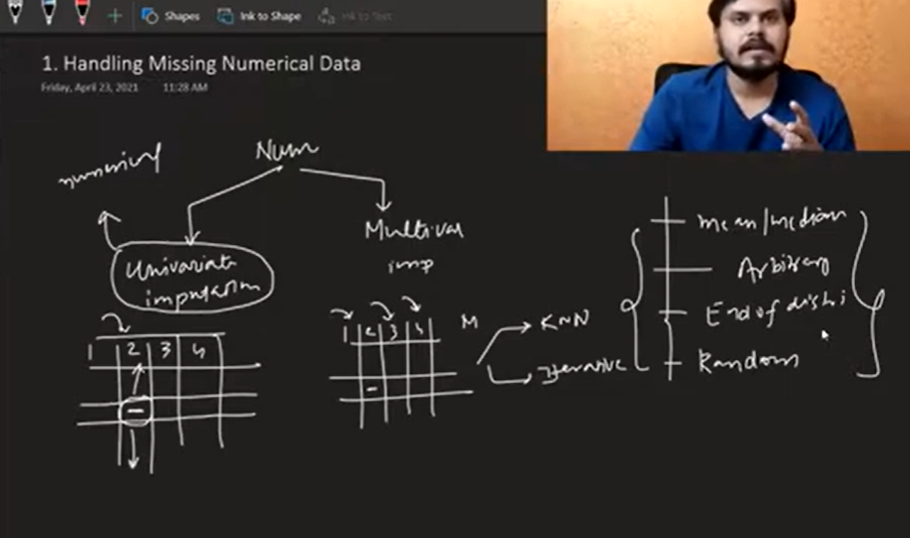 Shapes
Ink to Shape
Ink to Text
1. Handling Missing Numerical Data
Friday, April 23, 2021 11:28 AM
numerical
Num
Univariate
imputation
Multivar
imp
1 2 3 4
1 2 3 4
M
KNN
Iterative
mean/median
Arbitrary
End of distri
Random